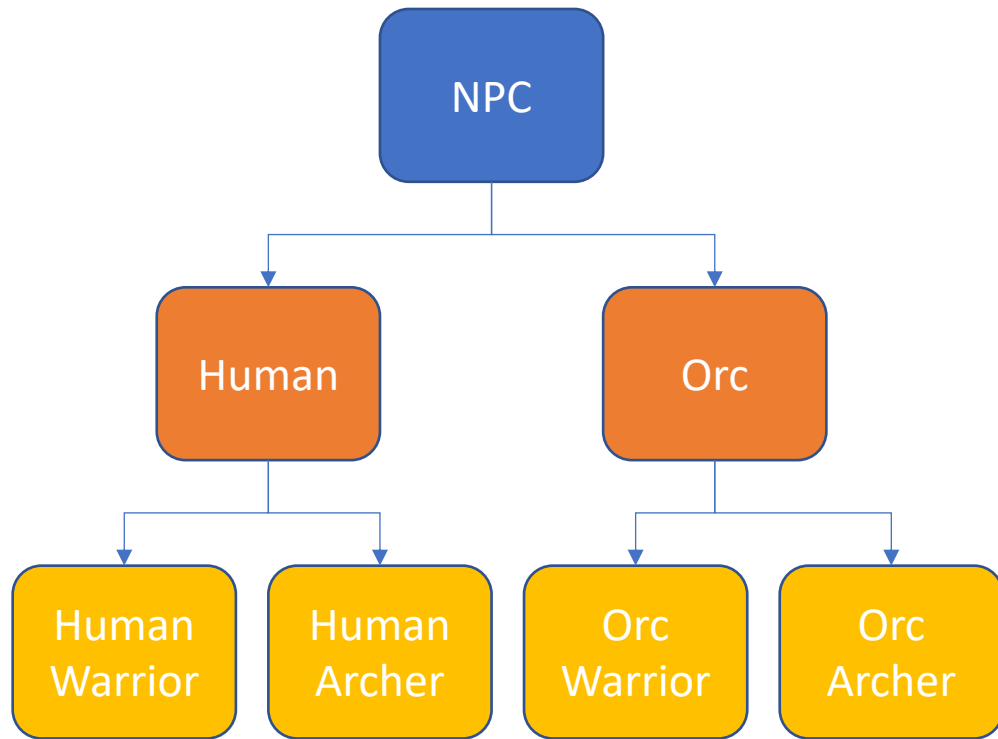 NPC
Human
Orc
Human
Warrior
Human
Archer
Orc
Warrior
Orc
Archer